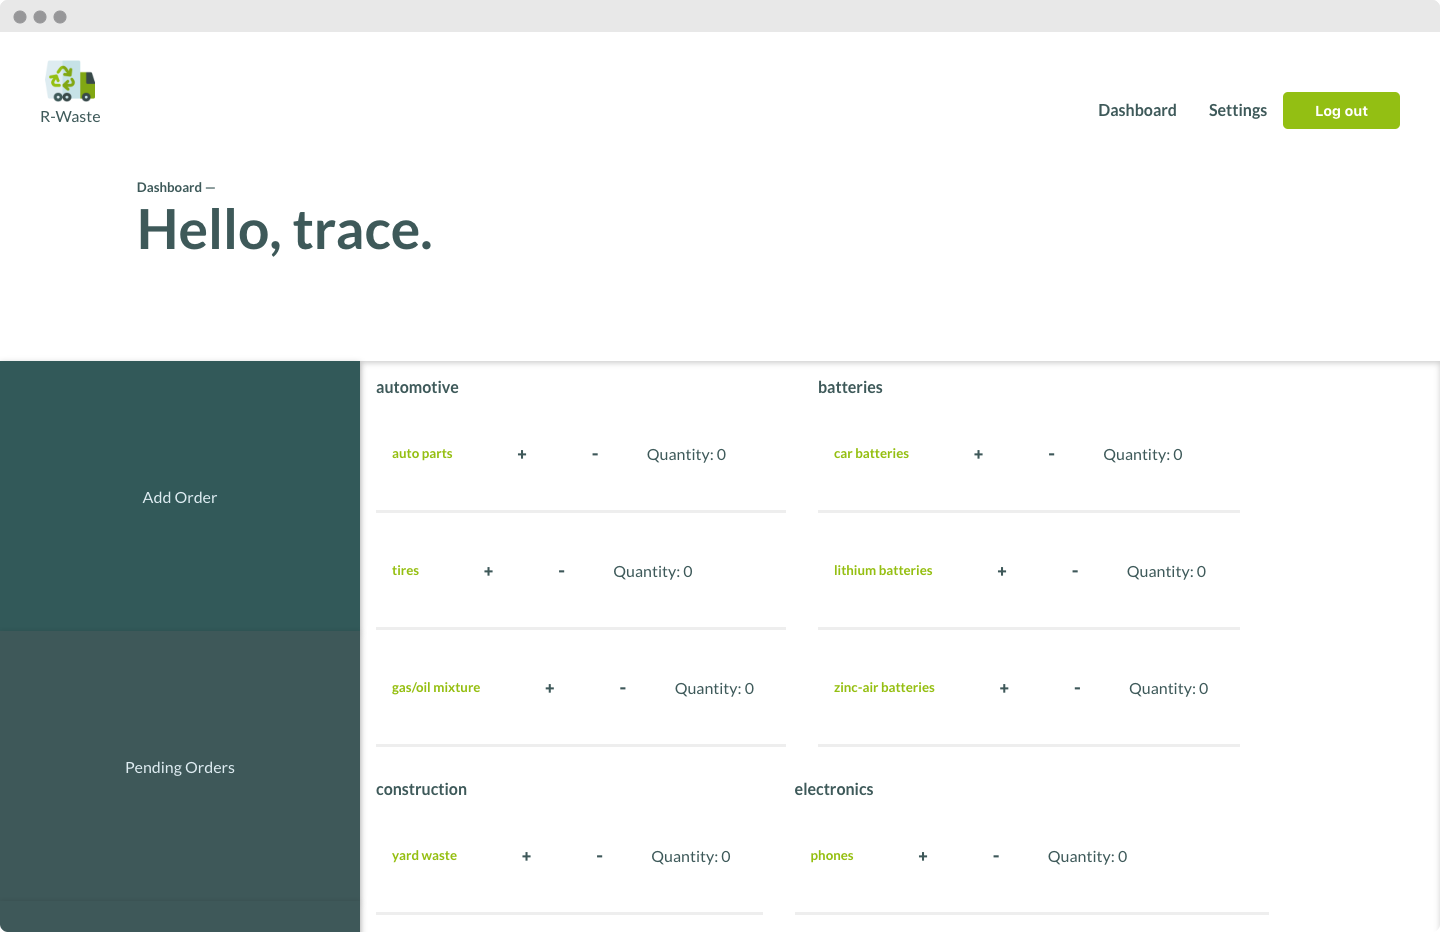 R-Waste
Dashboard
Settings
Log out
Dashboard —
Hello, trace.
Add Order
Pending Orders
automotive
auto parts + - Quantity: 0
tires + - Quantity: 0
gas/oil mixture + - Quantity: 0
batteries
car batteries + - Quantity: 0
lithium batteries + - Quantity: 0
zinc-air batteries + - Quantity: 0
construction
yard waste + - Quantity: 0
electronics
phones + - Quantity: 0